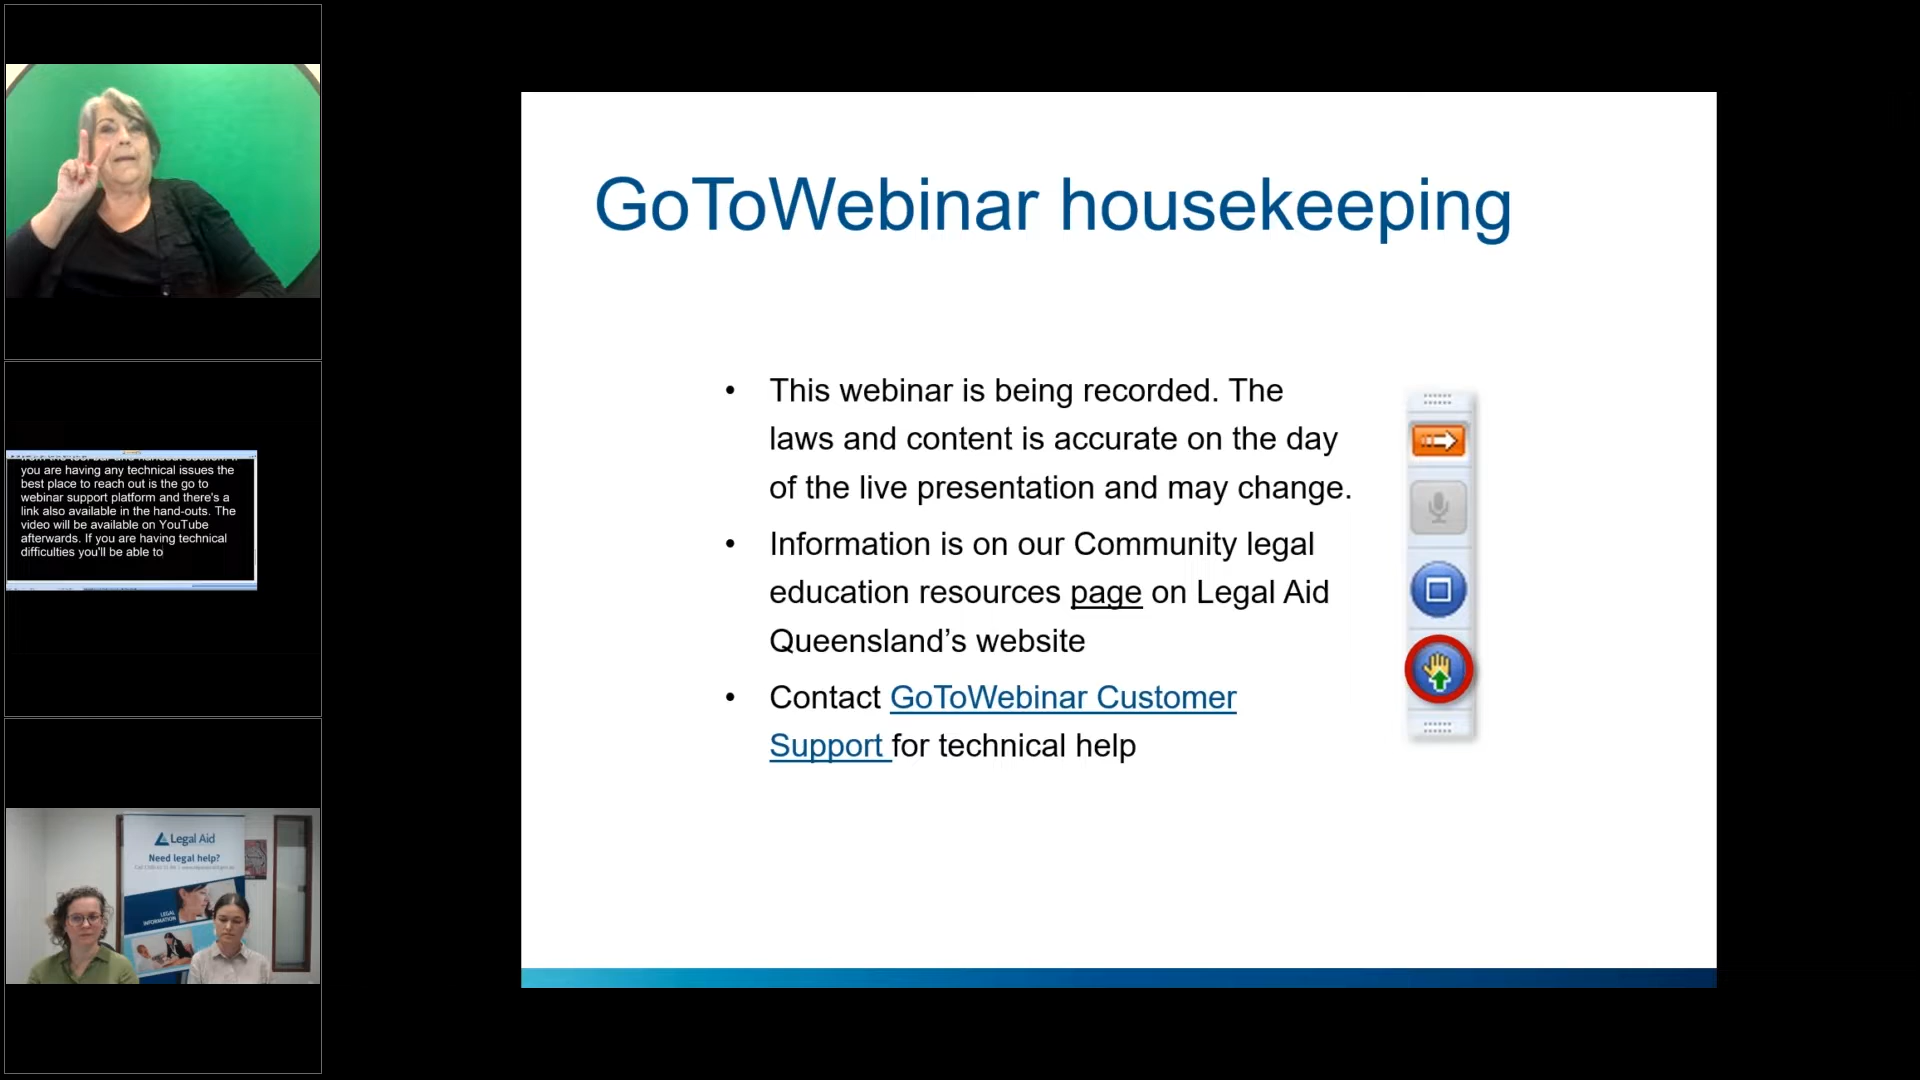 GoToWebinar housekeeping
• This webinar is being recorded. The
laws and content is accurate on the day
of the live presentation and may change.
• Information is on our Community legal
education resources page on Legal Aid
Queensland’s website
• Contact GoToWebinar Customer
Support for technical help
you are having any technical issues the
best place to reach out is the go to
webinar support platform and there's a
link also available in the hand-outs. The
video will be available on YouTube
afterwards. If you are having technical
difficulties you'll be able to
Legal Aid
Need legal help?
LEGAL
INFORMATION